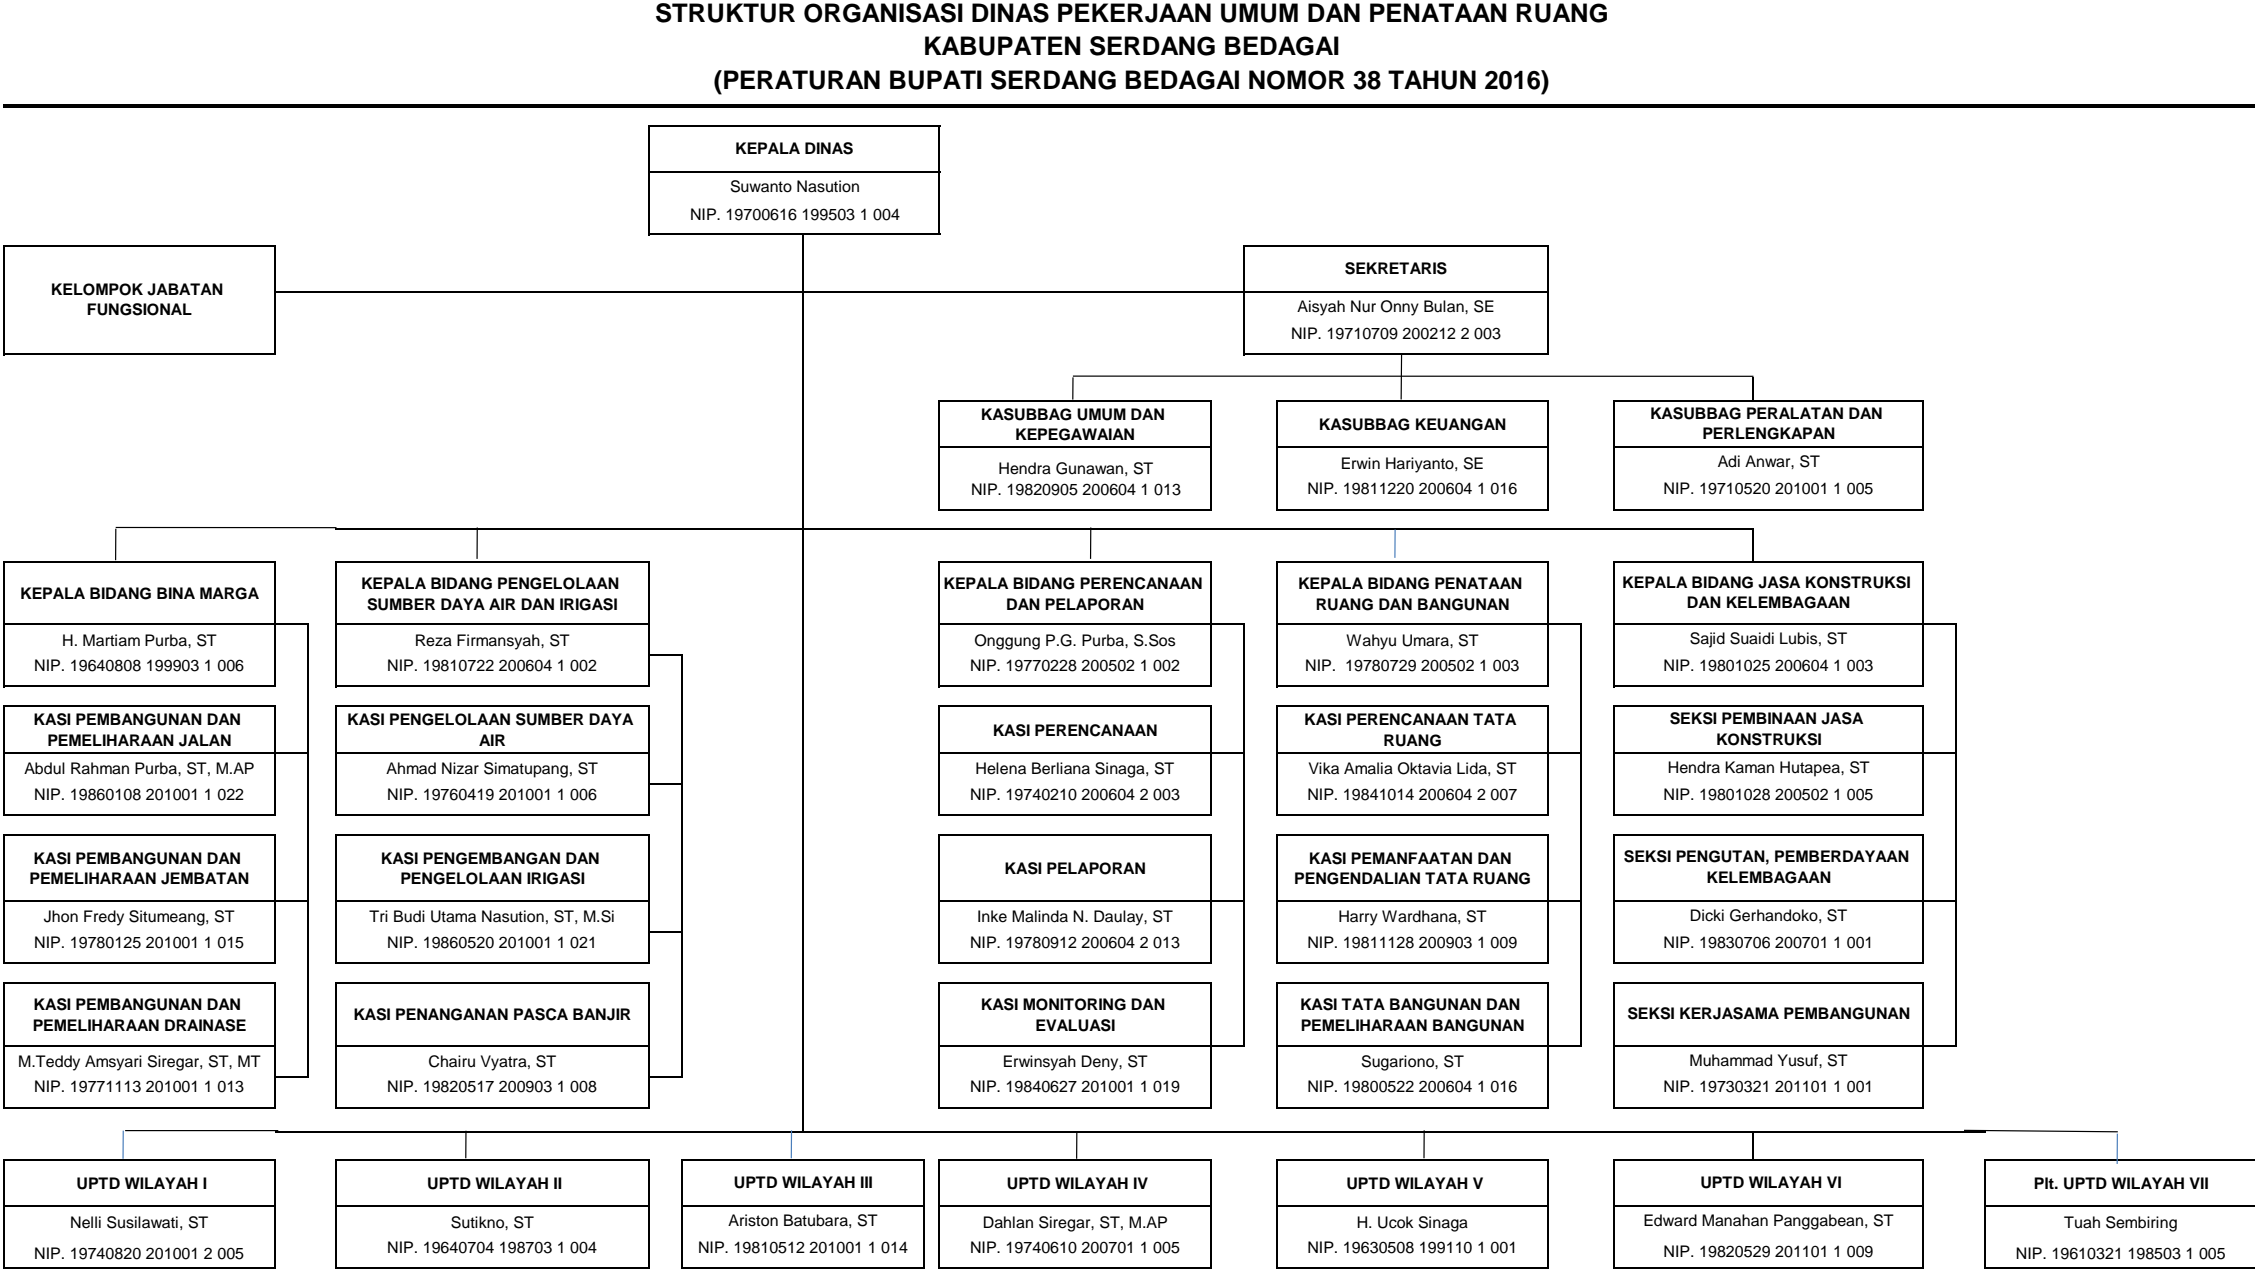 STRUKTUR ORGANISASI DINAS PEKERJAAN UMUM DAN PENATAAN RUANG
KABUPATEN SERDANG BEDAGAI
(PERATURAN BUPATI SERDANG BEDAGAI NOMOR 38 TAHUN 2016)
KEPALA DINAS
Suwanto Nasution
NIP. 19700616 199503 1 004
KELOMPOK JABATAN
FUNGSIONAL
SEKRETARIS
Aisyah Nur Onny Bulan, SE
NIP. 19710709 200212 2 003
KASUBBAG UMUM DAN
KEPEGAWAIAN
Hendra Gunawan, ST
NIP. 19820905 200604 1 013
KASUBBAG KEUANGAN
Erwin Hariyanto, SE
NIP. 19811220 200604 1 016
KASUBBAG PERALATAN DAN
PERLENGKAPAN
Adi Anwar, ST
NIP. 19710520 201001 1 005
KEPALA BIDANG BINA MARGA
H. Martiam Purba, ST
NIP. 19640808 199903 1 006
KASI PEMBANGUNAN DAN
PEMELIHARAAN JALAN
Abdul Rahman Purba, ST, M.AP
NIP. 19860108 201001 1 022
KASI PEMBANGUNAN DAN
PEMELIHARAAN JEMBATAN
Jhon Fredy Situmeang, ST
NIP. 19780125 201001 1 015
KASI PEMBANGUNAN DAN
PEMELIHARAAN DRAINASE
M.Teddy Amsyari Siregar, ST, MT
NIP. 19771113 201001 1 013
KEPALA BIDANG PENGELOLAAN
SUMBER DAYA AIR DAN IRIGASI
Reza Firmansyah, ST
NIP. 19810722 200604 1 002
KASI PENGELOLAAN SUMBER DAYA
AIR
Ahmad Nizar Simatupang, ST
NIP. 19760419 201001 1 006
KASI PENGEMBANGAN DAN
PENGELOLAAN IRIGASI
Tri Budi Utama Nasution, ST, M.Si
NIP. 19860520 201001 1 021
KASI PENANGANAN PASCA BANJIR
Chairu Vyatra, ST
NIP. 19820517 200903 1 008
KEPALA BIDANG PERENCANAAN
DAN PELAPORAN
Onggung P.G. Purba, S.Sos
NIP. 19770228 200502 1 002
KASI PERENCANAAN
Helena Berliana Sinaga, ST
NIP. 19740210 200604 2 003
KASI PELAPORAN
Inke Malinda N. Daulay, ST
NIP. 19780912 200604 2 013
KASI MONITORING DAN
EVALUASI
Erwinsyah Deny, ST
NIP. 19840627 201001 1 019
KEPALA BIDANG PENATAAN
RUANG DAN BANGUNAN
Wahyu Umara, ST
NIP.  19780729 200502 1 003
KASI PERENCANAAN TATA
RUANG
Vika Amalia Oktavia Lida, ST
NIP. 19841014 200604 2 007
KASI PEMANFAATAN DAN
PENGENDALIAN TATA RUANG
Harry Wardhana, ST
NIP. 19811128 200903 1 009
KASI TATA BANGUNAN DAN
PEMELIHARAAN BANGUNAN
Sugariono, ST
NIP. 19800522 200604 1 016
KEPALA BIDANG JASA KONSTRUKSI
DAN KELEMBAGAAN
Sajid Suaidi Lubis, ST
NIP. 19801025 200604 1 003
SEKSI PEMBINAAN JASA
KONSTRUKSI
Hendra Kaman Hutapea, ST
NIP. 19801028 200502 1 005
SEKSI PENGUTAN, PEMBERDAYAAN
KELEMBAGAAN
Dicki Gerhandoko, ST
NIP. 19830706 200701 1 001
SEKSI KERJASAMA PEMBANGUNAN
Muhammad Yusuf, ST
NIP. 19730321 201101 1 001
UPTD WILAYAH I
Nelli Susilawati, ST
NIP. 19740820 201001 2 005
UPTD WILAYAH II
Sutikno, ST
NIP. 19640704 198703 1 004
UPTD WILAYAH III
Ariston Batubara, ST
NIP. 19810512 201001 1 014
UPTD WILAYAH IV
Dahlan Siregar, ST, M.AP
NIP. 19740610 200701 1 005
UPTD WILAYAH V
H. Ucok Sinaga
NIP. 19630508 199110 1 001
UPTD WILAYAH VI
Edward Manahan Panggabean, ST
NIP. 19820529 201101 1 009
Plt. UPTD WILAYAH VII
Tuah Sembiring
NIP. 19610321 198503 1 005